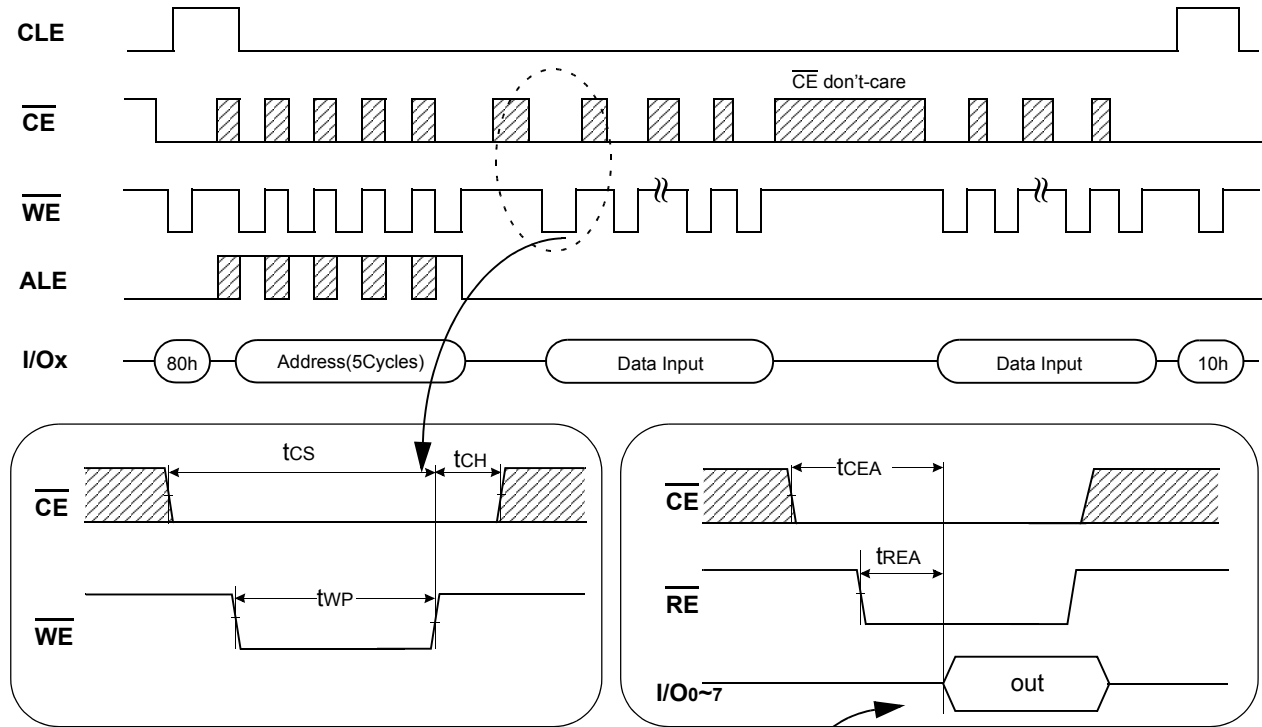 CLE
CE don't-care
CE
WE
ALE
I/Ox
80h
Address(5Cycles)
Data Input
Data Input
10h
tCS
tCH
CE
tWP
WE
tCEA
CE
tREA
RE
I/O0~7
out